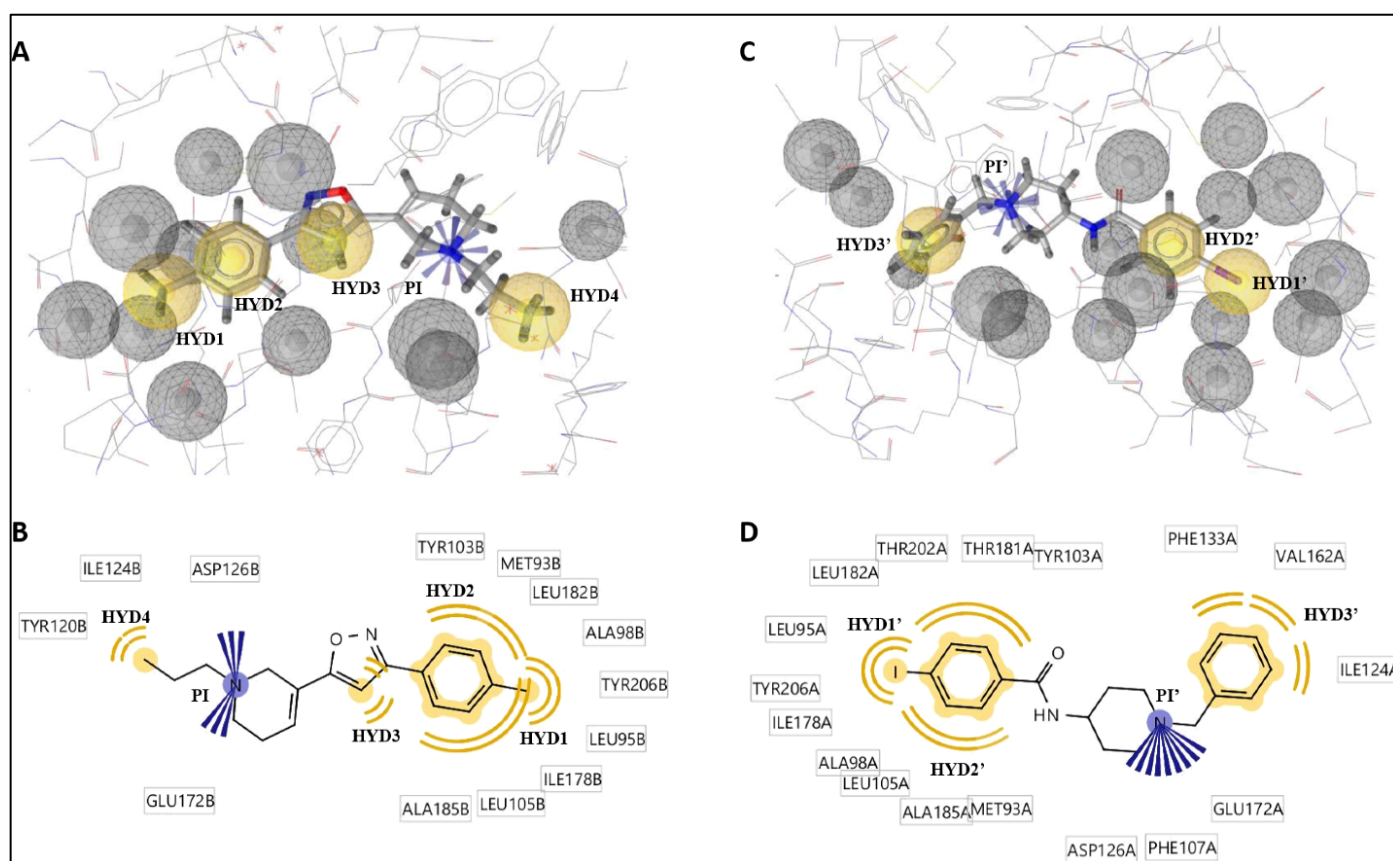 A
HYD1
HYD2
HYD3
PI
HYD4
C
PI'
HYD3'
HYD2'
HYD1'
B
TYR103B
ILE124B
ASP126B
MET93B
HYD2
LEU182B
HYD4
TYR120B
ALA98B
O
N
N
TYR206B
PI
HYD3
HYD1
LEU95B
ILE178B
GLU172B
ALA185B
LEU105B
D
PHE133A
THR202A
THR181A
TYR103A
VAL162A
LEU182A
HYD1'
HYD3'
LEU95A
O
ILE124A
I
TYR206A
PI'
NH
N
ILE178A
ALA98A
HYD2'
LEU105A
ALA185A
MET93A
GLU172A
ASP126A
PHE107A